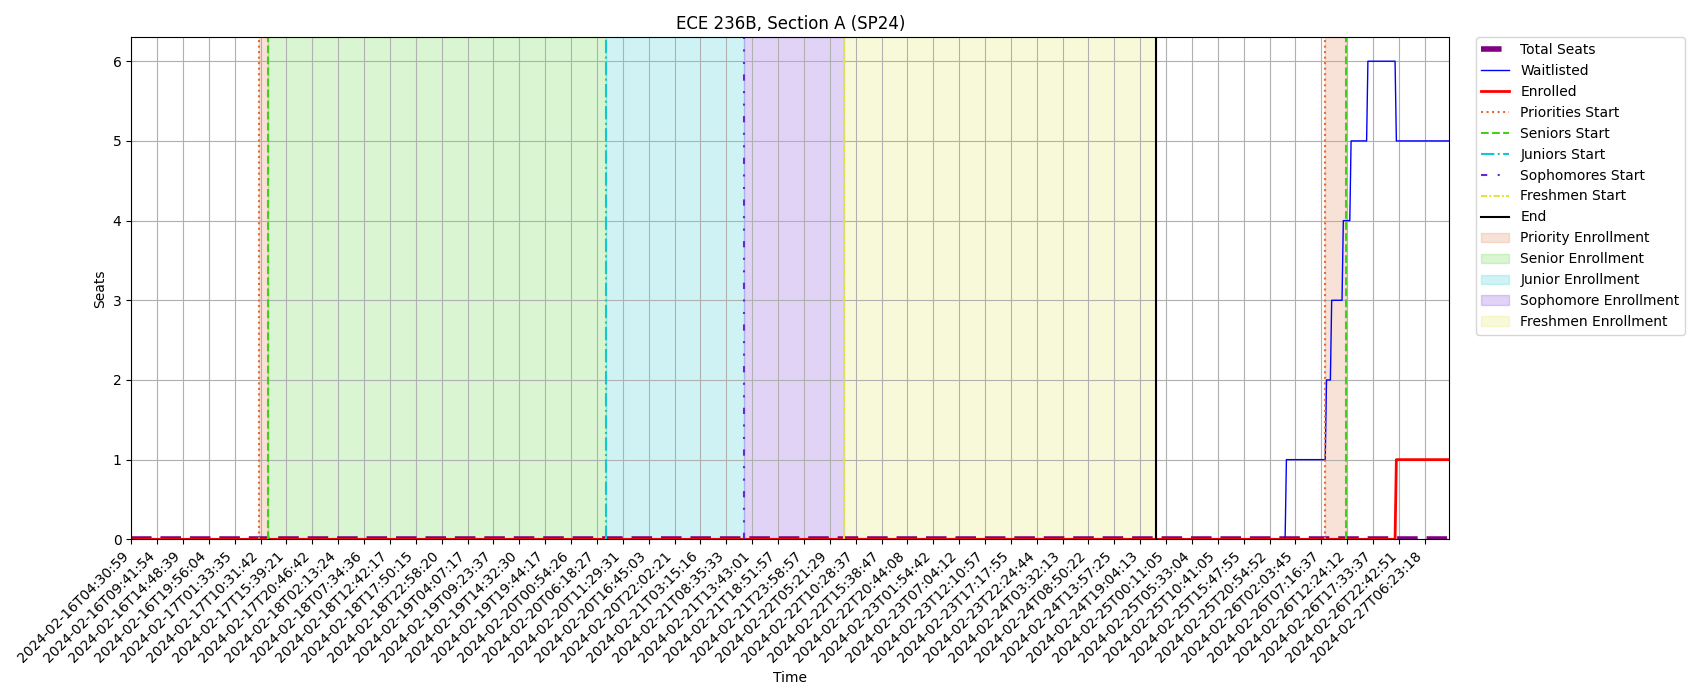 ECE 236B, Section A (SP24)
Seats
6
5
4
3
2
1
0
2024-02-16T04:30:59
2024-02-16T09:41:54
2024-02-16T14:48:39
2024-02-16T19:56:04
2024-02-17T01:33:35
2024-02-17T10:31:42
2024-02-17T15:39:21
2024-02-17T20:46:42
2024-02-18T02:13:24
2024-02-18T07:34:36
2024-02-18T12:42:17
2024-02-18T17:50:15
2024-02-18T22:58:20
2024-02-19T04:07:17
2024-02-19T09:23:37
2024-02-19T14:32:30
2024-02-19T19:44:17
2024-02-20T00:54:26
2024-02-20T06:18:27
2024-02-20T11:29:31
2024-02-20T16:45:03
2024-02-20T22:02:21
2024-02-21T03:15:16
2024-02-21T08:35:33
2024-02-21T13:43:01
2024-02-21T18:51:57
2024-02-21T23:58:57
2024-02-22T05:21:29
2024-02-22T10:28:37
2024-02-22T15:38:47
2024-02-22T20:44:08
2024-02-23T01:54:42
2024-02-23T07:04:12
2024-02-23T12:10:57
2024-02-23T17:17:55
2024-02-23T22:24:44
2024-02-24T03:32:13
2024-02-24T08:50:22
2024-02-24T13:57:25
2024-02-24T19:04:13
2024-02-25T00:11:05
2024-02-25T05:33:04
2024-02-25T10:41:05
2024-02-25T15:47:55
2024-02-25T20:54:52
2024-02-26T02:03:45
2024-02-26T07:16:37
2024-02-26T12:24:12
2024-02-26T17:33:37
2024-02-26T22:42:51
2024-02-27T06:23:18
Time
Total Seats
Waitlisted
Enrolled
Priorities Start
Seniors Start
Juniors Start
Sophomores Start
Freshmen Start
End
Priority Enrollment
Senior Enrollment
Junior Enrollment
Sophomore Enrollment
Freshmen Enrollment